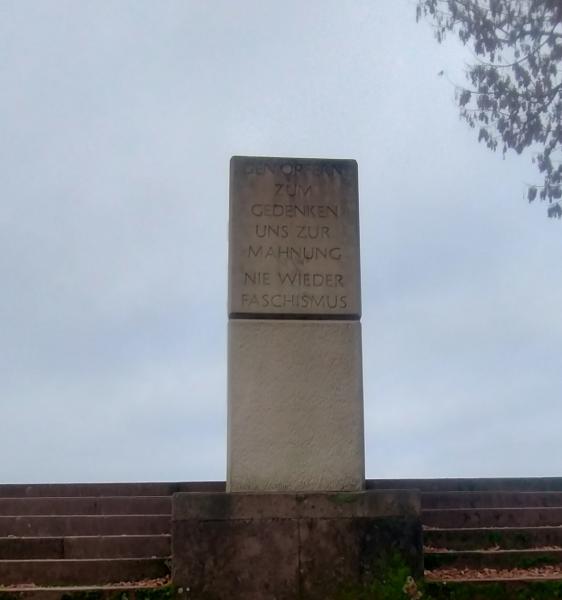 DEN OPFERN
ZUM
GEDENKEN
UNS ZUR
MAHNUNG
NIE WIEDER
FASCHISMUS